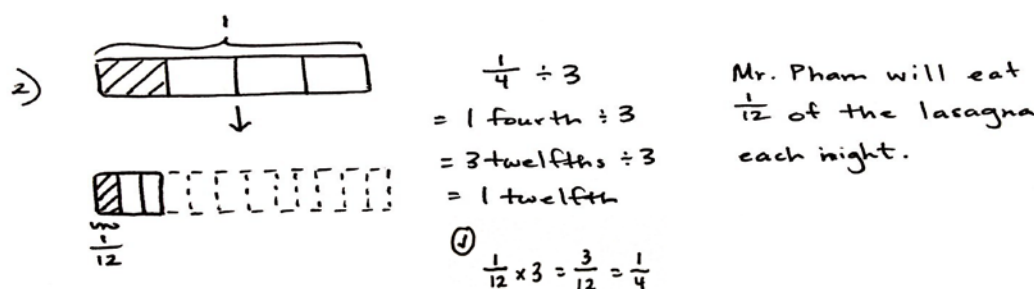 2)
1
1/12
1/4 ÷ 3
= 1 fourth ÷ 3
= 3 twelfths ÷ 3
= 1 twelfth
1/12 × 3 = 3/12 = 1/4
Mr. Pham will eat
1/12 of the lasagna
each night.